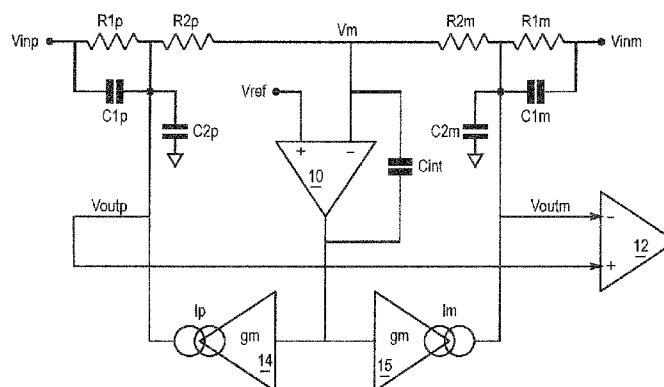 R1p R2p Vm R2m R1m
Vinp Vinm
C1p Vref C2m C1m
C2p
+ −
10 Cint
Voutp Voutm −
12
+
Ip Im
gm gm
14 15